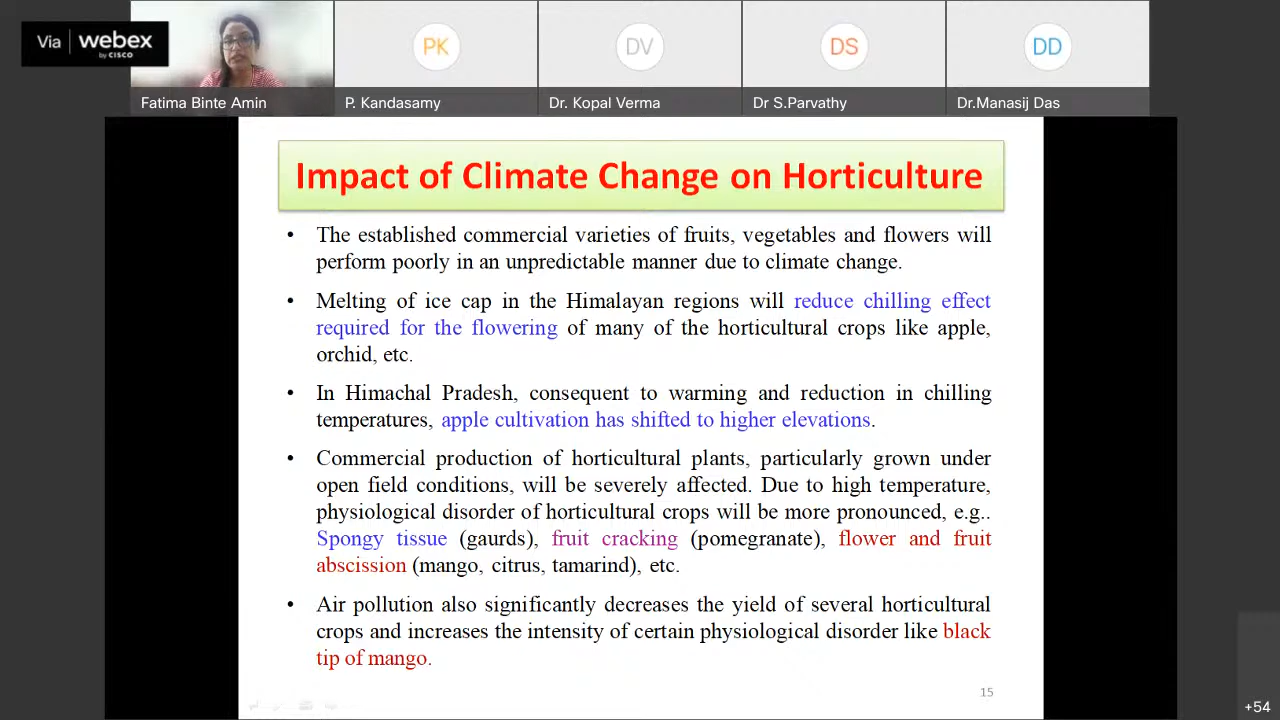 Via webex
by CISCO
PK
DV
DS
DD
Fatima Binte Amin
P. Kandasamy
Dr. Kopal Verma
Dr S.Parvathy
Dr.Manasij Das
Impact of Climate Change on Horticulture
• The established commercial varieties of fruits, vegetables and flowers will
perform poorly in an unpredictable manner due to climate change.
• Melting of ice cap in the Himalayan regions will reduce chilling effect
required for the flowering of many of the horticultural crops like apple,
orchid, etc.
• In Himachal Pradesh, consequent to warming and reduction in chilling
temperatures, apple cultivation has shifted to higher elevations.
• Commercial production of horticultural plants, particularly grown under
open field conditions, will be severely affected. Due to high temperature,
physiological disorder of horticultural crops will be more pronounced, e.g..
Spongy tissue (gaurds), fruit cracking (pomegranate), flower and fruit
abscission (mango, citrus, tamarind), etc.
• Air pollution also significantly decreases the yield of several horticultural
crops and increases the intensity of certain physiological disorder like black
tip of mango.
15
+54